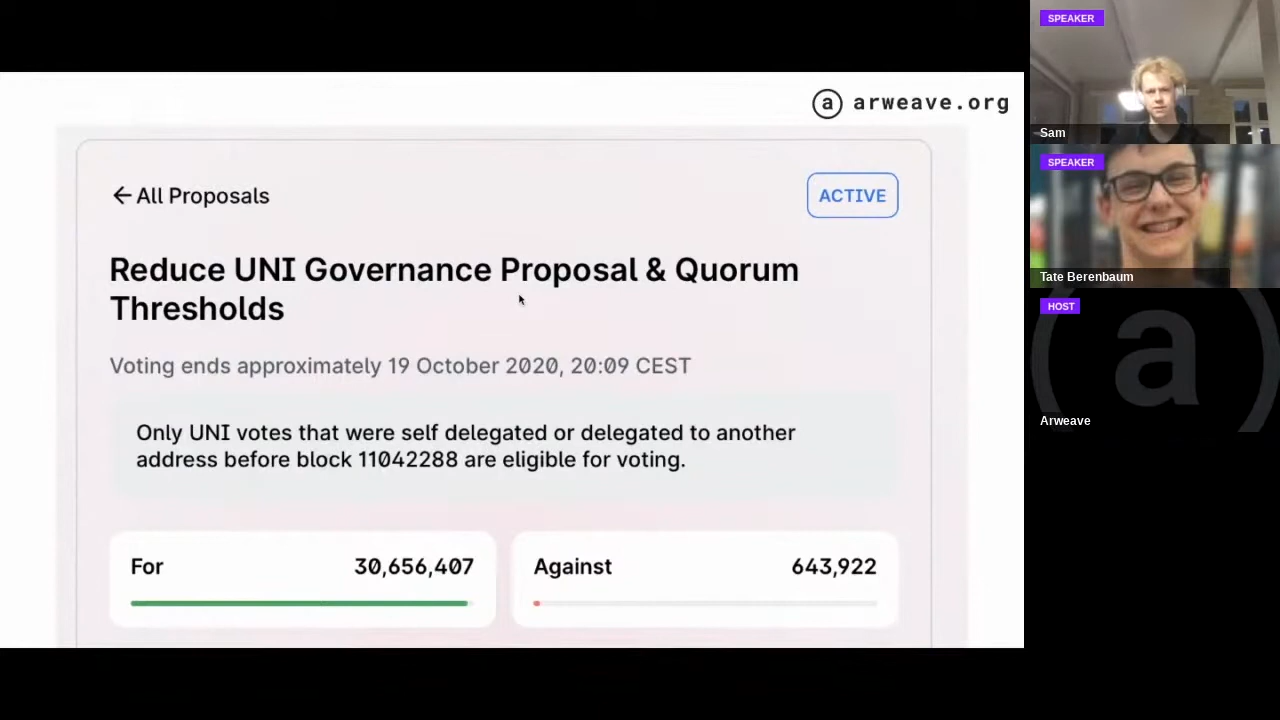 a arweave.org
← All Proposals
ACTIVE
Reduce UNI Governance Proposal & Quorum
Thresholds
Voting ends approximately 19 October 2020, 20:09 CEST
Only UNI votes that were self delegated or delegated to another
address before block 11042288 are eligible for voting.
For 30,656,407
Against 643,922
SPEAKER
Sam
SPEAKER
Tate Berenbaum
HOST
(a)
Arweave